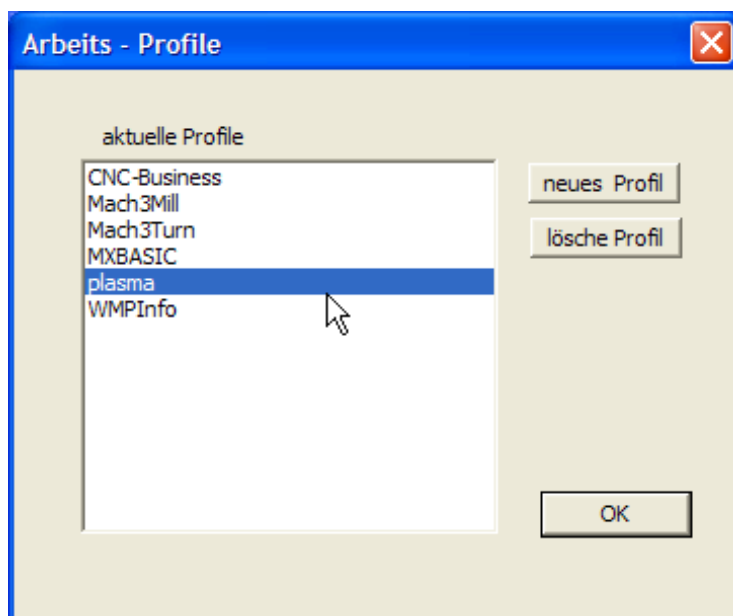 Arbeits - Profile
aktuelle Profile
CNC-Business
Mach3Mill
Mach3Turn
MXBASIC
plasma
WMPInfo
neues Profil
lösche Profil
OK